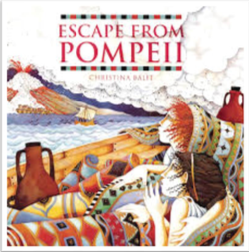 ESCAPE FROM
POMPEII
CHRISTINA BALIT